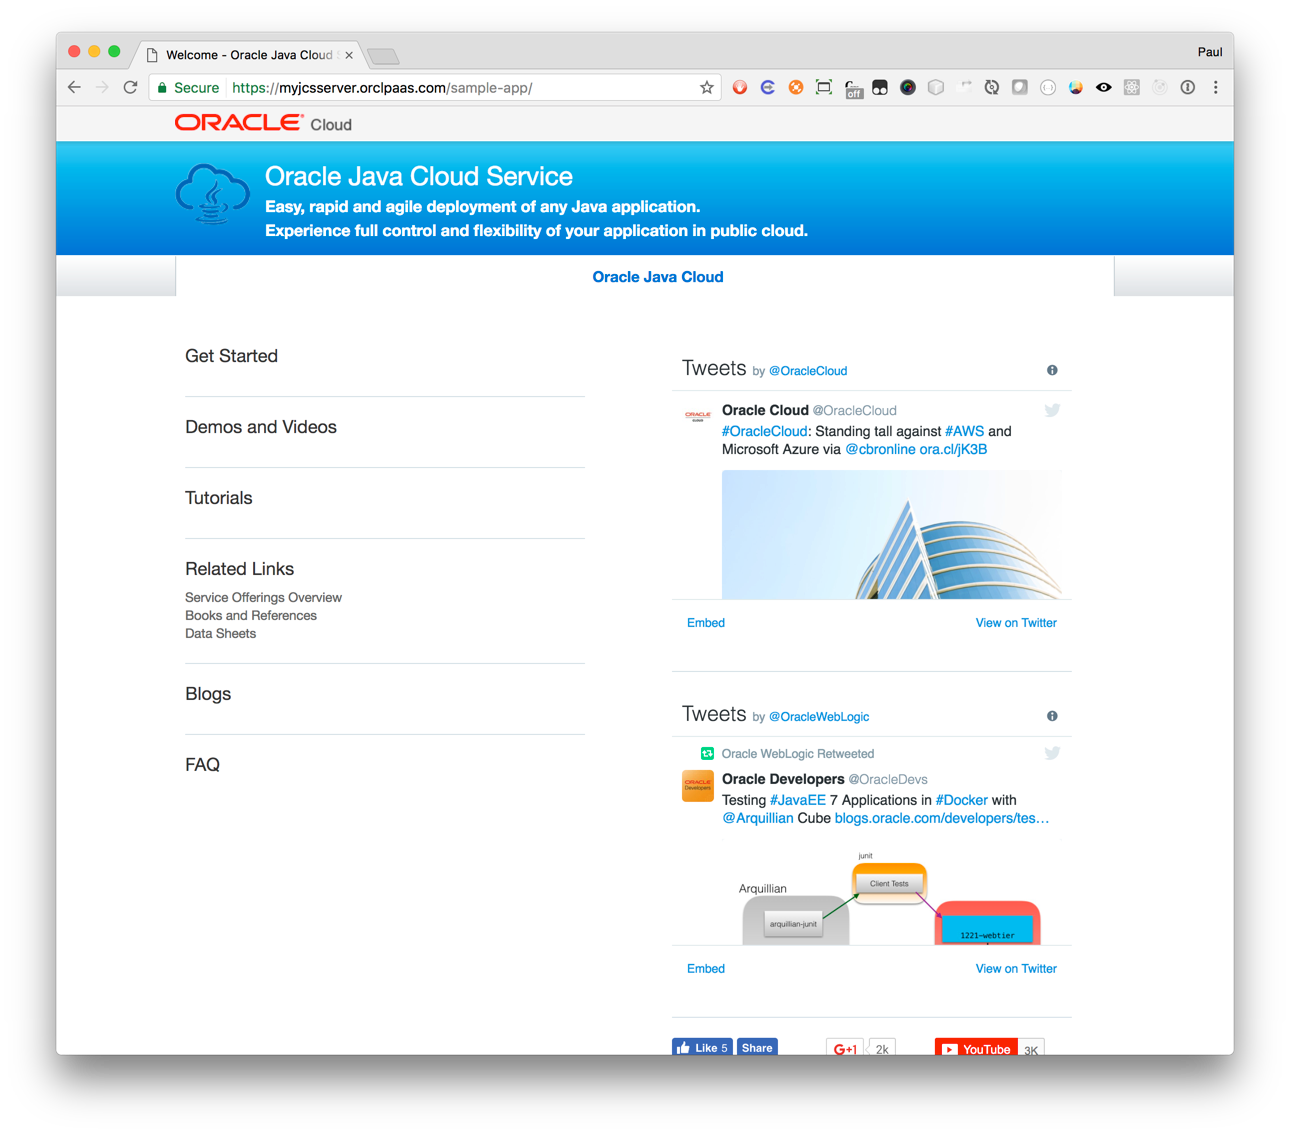 Welcome - Oracle Java Cloud
Paul
Secure
https://myjcsserver.orclpaas.com/sample-app/
off
ORACLE Cloud
Oracle Java Cloud Service
Easy, rapid and agile deployment of any Java application.
Experience full control and flexibility of your application in public cloud.
Oracle Java Cloud
Get Started
Demos and Videos
Tutorials
Related Links
Service Offerings Overview
Books and References
Data Sheets
Blogs
FAQ
Tweets by @OracleCloud
ORACLE
Oracle Cloud @OracleCloud
#OracleCloud: Standing tall against #AWS and
Microsoft Azure via @cbronline ora.cl/jK3B
Embed
View on Twitter
Tweets by @OracleWebLogic
Oracle WebLogic Retweeted
ORACLE
Developers
Oracle Developers @OracleDevs
Testing #JavaEE 7 Applications in #Docker with
@Arquillian Cube blogs.oracle.com/developers/tes…
junit
Client Tests
Arquillian
arquillian-junit
1221-webtier
Embed
View on Twitter
Like 5
Share
G+1
2k
YouTube
3K